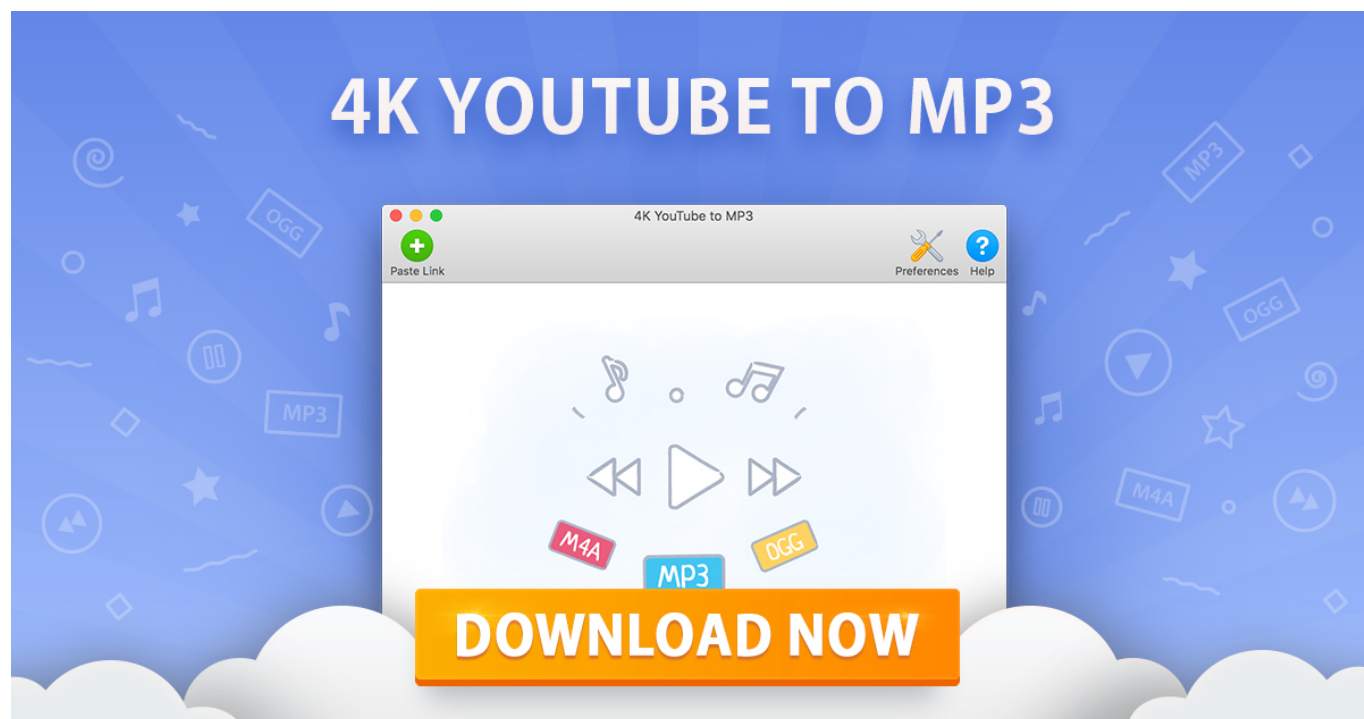 4K YOUTUBE TO MP3
4K YouTube to MP3
Paste Link
Preferences
Help
MP3
OGG
OGG
MP3
M4A
M4A
OGG
MP3
DOWNLOAD NOW